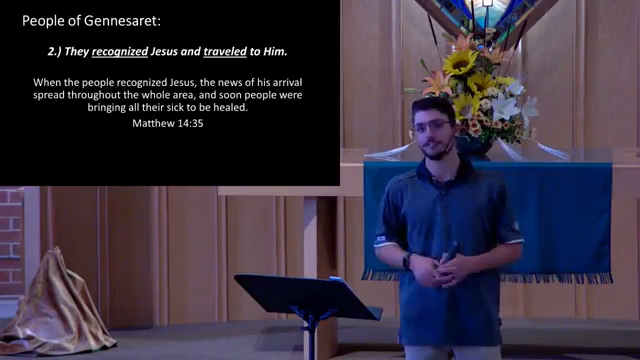 People of Gennesaret:
2.) They recognized Jesus and traveled to Him.
When the people recognized Jesus, the news of his arrival
spread throughout the whole area, and soon people were
bringing all their sick to be healed.
Matthew 14:35